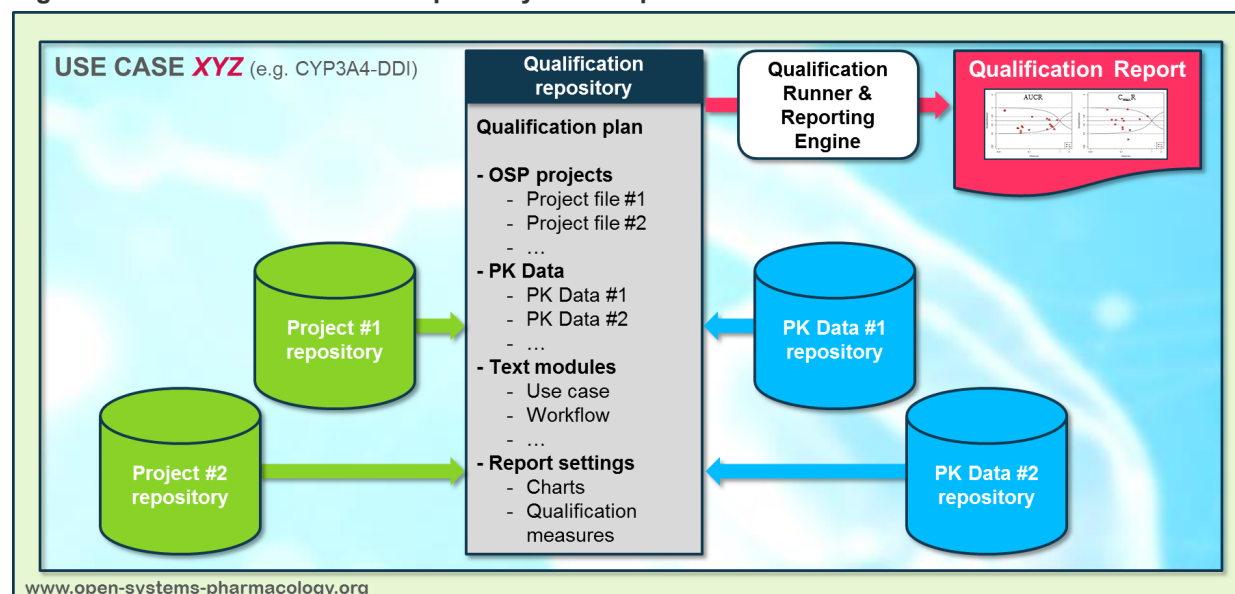 USE CASE XYZ (e.g. CYP3A4-DDI)
Qualification
repository
Qualification plan
- OSP projects
- Project file #1
- Project file #2
- …
- PK Data
- PK Data #1
- PK Data #2
- …
- Text modules
- Use case
- Workflow
- …
- Report settings
- Charts
- Qualification
measures
Qualification
Runner &
Reporting
Engine
Qualification Report
AUCR
CmaxR
Project #1
repository
Project #2
repository
PK Data #1
repository
PK Data #2
repository
www.open-systems-pharmacology.org